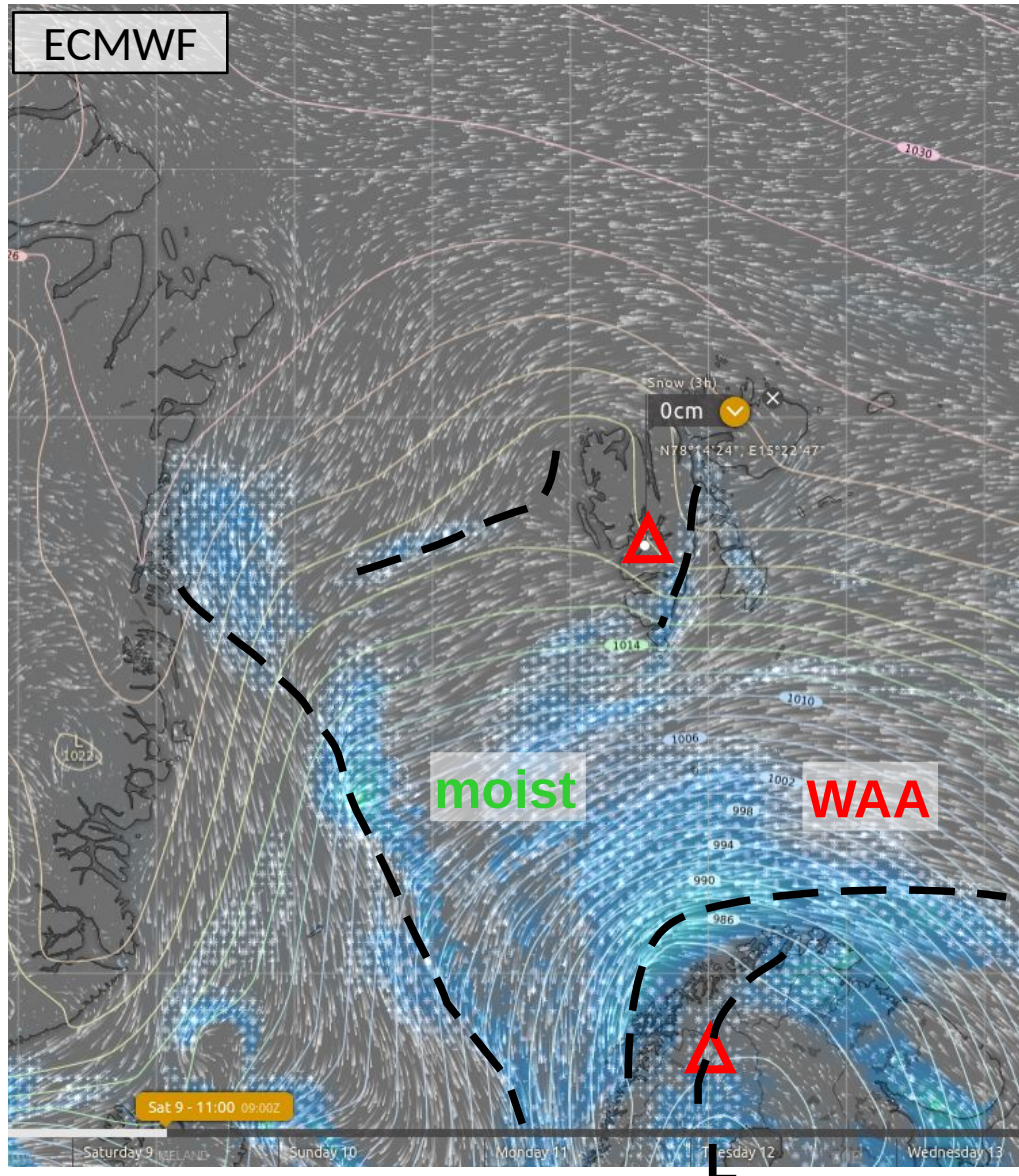 ECMWF
1030
26
Snow (3h)
0cm
N78°14'24", E15°22'47"
1014
1010
1006
L
1022
moist
1002
WAA
998
994
990
986
Sat 9 - 11:00 09:00Z
Saturday 9 ICELAND Sunday 10 Monday 11 Tuesday 12 Wednesday 13